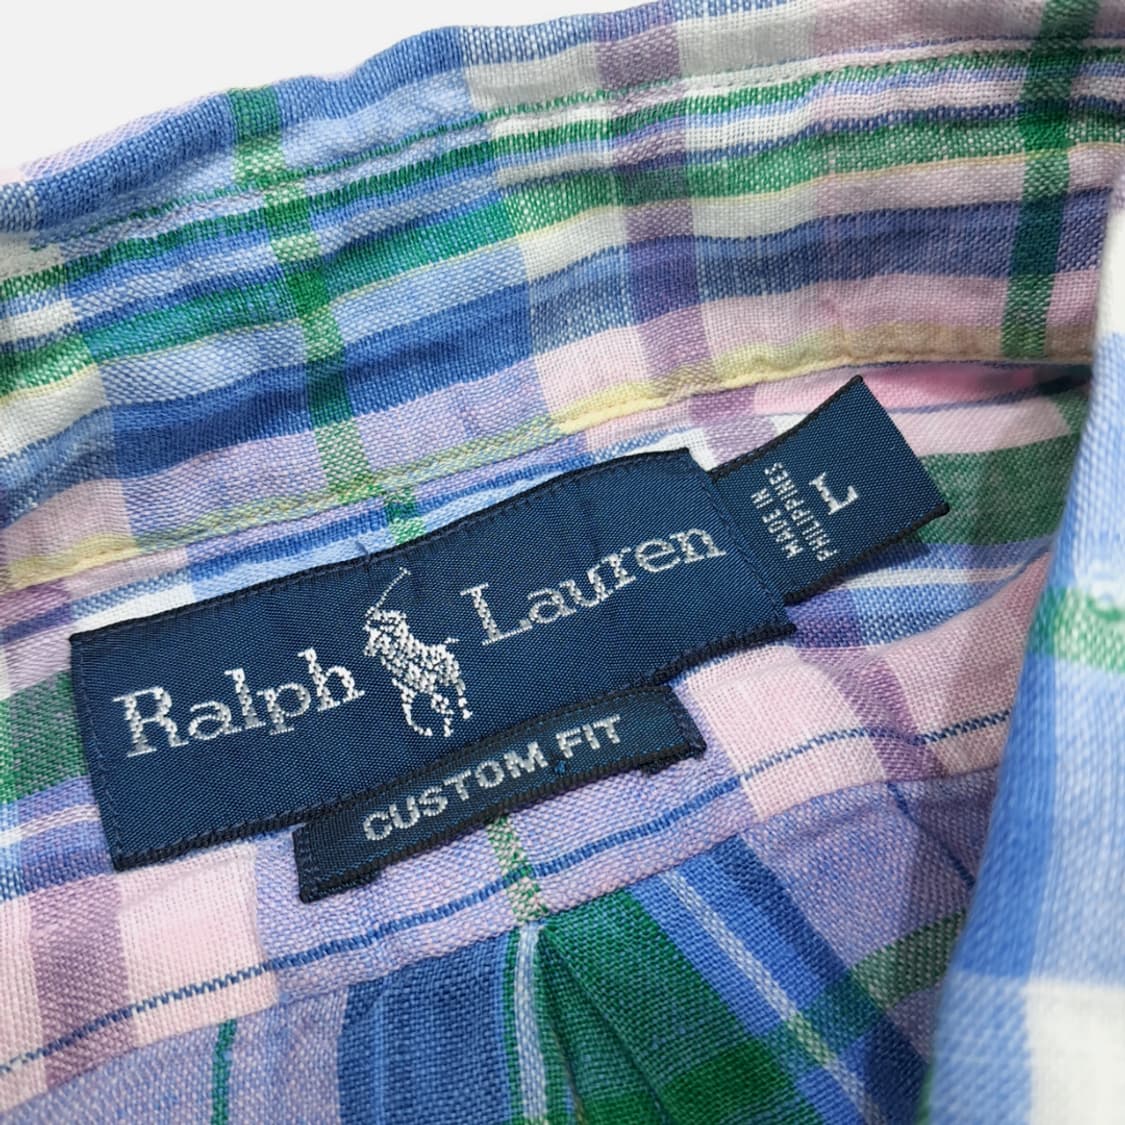 Ralph Lauren
CUSTOM FIT
MADE IN
PHILIPPINES
L